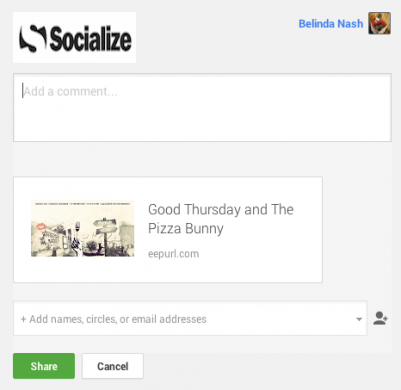 Socialize
Belinda Nash
Add a comment...
Good Thursday and The
Pizza Bunny
eepurl.com
+ Add names, circles, or email addresses
Share
Cancel